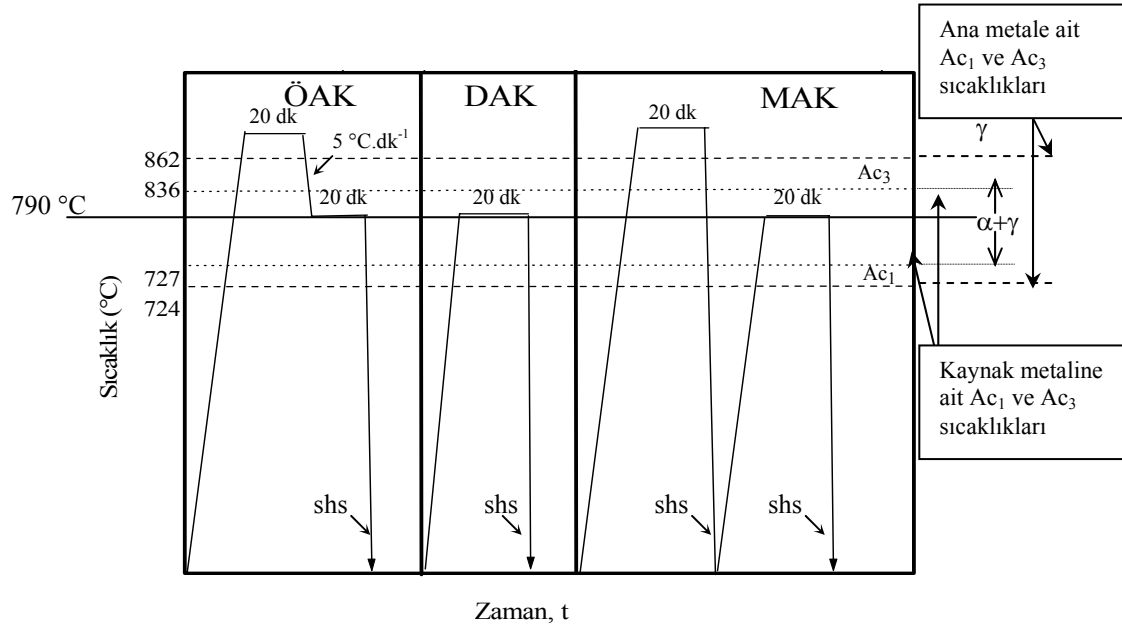 Ana metale ait
Ac₁ ve Ac₃
sıcaklıkları
ÖAK
DAK
MAK
20 dk
20 dk
5 °C.dk⁻¹
γ
862
Ac₃
836
20 dk
20 dk
20 dk
790 °C
α+γ
727
Ac₁
724
Sıcaklık (°C)
Kaynak metaline
ait Ac₁ ve Ac₃
sıcaklıkları
shs
shs
shs
shs
Zaman, t